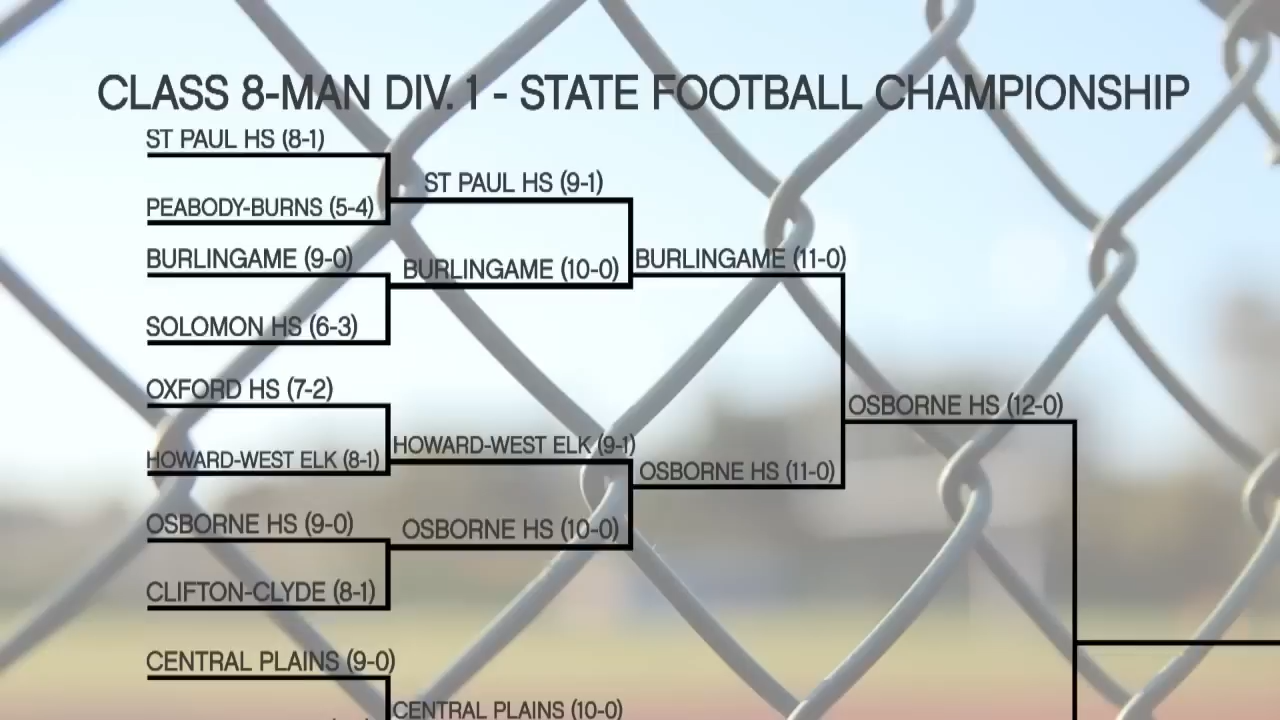 CLASS 8-MAN DIV. 1 - STATE FOOTBALL CHAMPIONSHIP
ST PAUL HS (8-1)
ST PAUL HS (9-1)
PEABODY-BURNS (5-4)
BURLINGAME (9-0)
BURLINGAME (10-0)
BURLINGAME (11-0)
SOLOMON HS (6-3)
OXFORD HS (7-2)
OSBORNE HS (12-0)
HOWARD-WEST ELK (8-1)
HOWARD-WEST ELK (9-1)
OSBORNE HS (11-0)
OSBORNE HS (9-0)
OSBORNE HS (10-0)
CLIFTON-CLYDE (8-1)
CENTRAL PLAINS (9-0)
CENTRAL PLAINS (10-0)